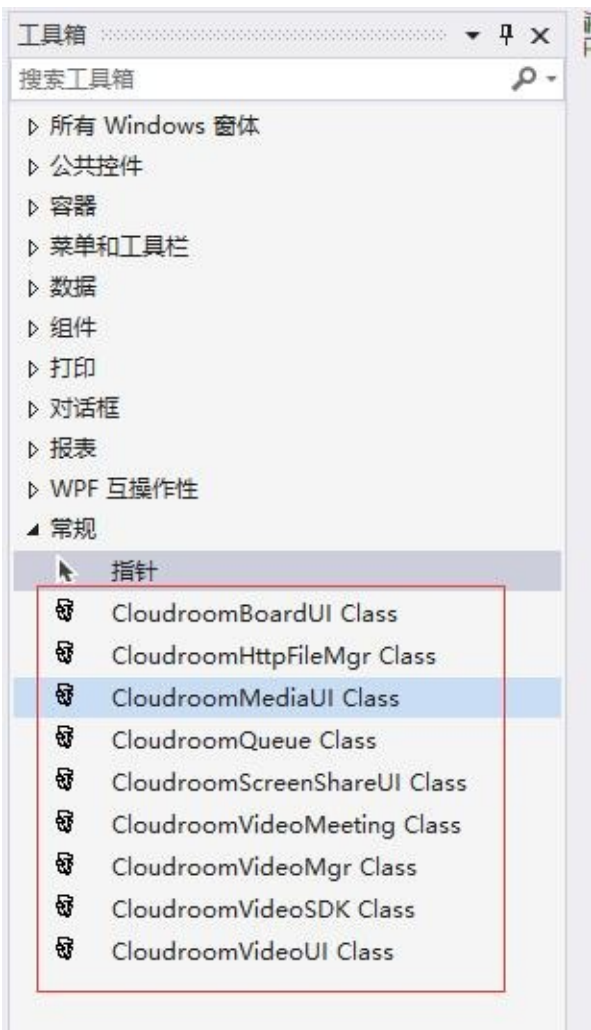 工具箱
搜索工具箱
所有 Windows 窗体
公共控件
容器
菜单和工具栏
数据
组件
打印
对话框
报表
WPF 互操作性
常规
指针
CloudroomBoardUI Class
CloudroomHttpFileMgr Class
CloudroomMediaUI Class
CloudroomQueue Class
CloudroomScreenShareUI Class
CloudroomVideoMeeting Class
CloudroomVideoMgr Class
CloudroomVideoSDK Class
CloudroomVideoUI Class